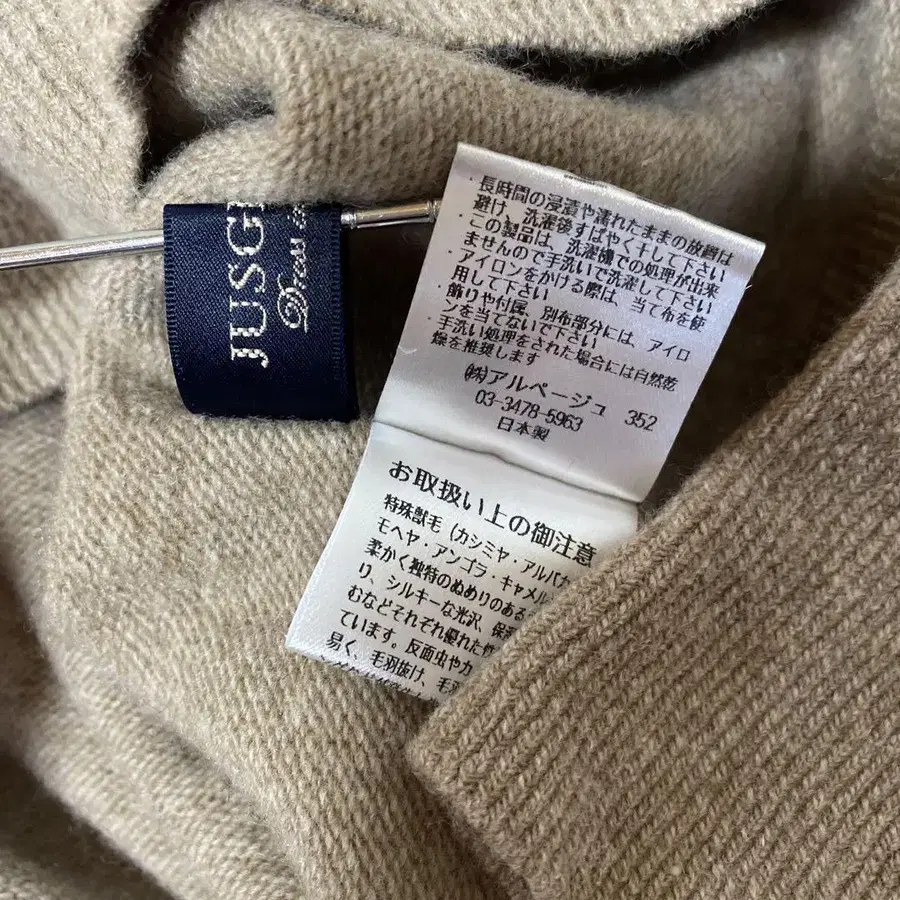 JUSG
Dress
・長時間の浸漬や濡れたままの放置は
避け、洗濯後すばやく干して下さい
・この製品は、洗濯機での処理が出来
ませんので手洗いで洗濯して下さい
・アイロンをかける際は、当て布を使
用して下さい
・飾りや付属、別布部分には、アイロ
ンを当てないで下さい
・手洗い処理をされた場合には自然乾
燥を推奨します
㈱アルページュ 352
03-3478-5963
日本製
お取扱い上の御注意
特殊獣毛(カシミヤ・アルパカ
モヘヤ・アンゴラ・キャメル
柔かく独特のぬめりのある
り、シルキーな光沢、保
むなどそれぞれ優れた性
ています。反面虫や力
易く、毛羽抜け、毛